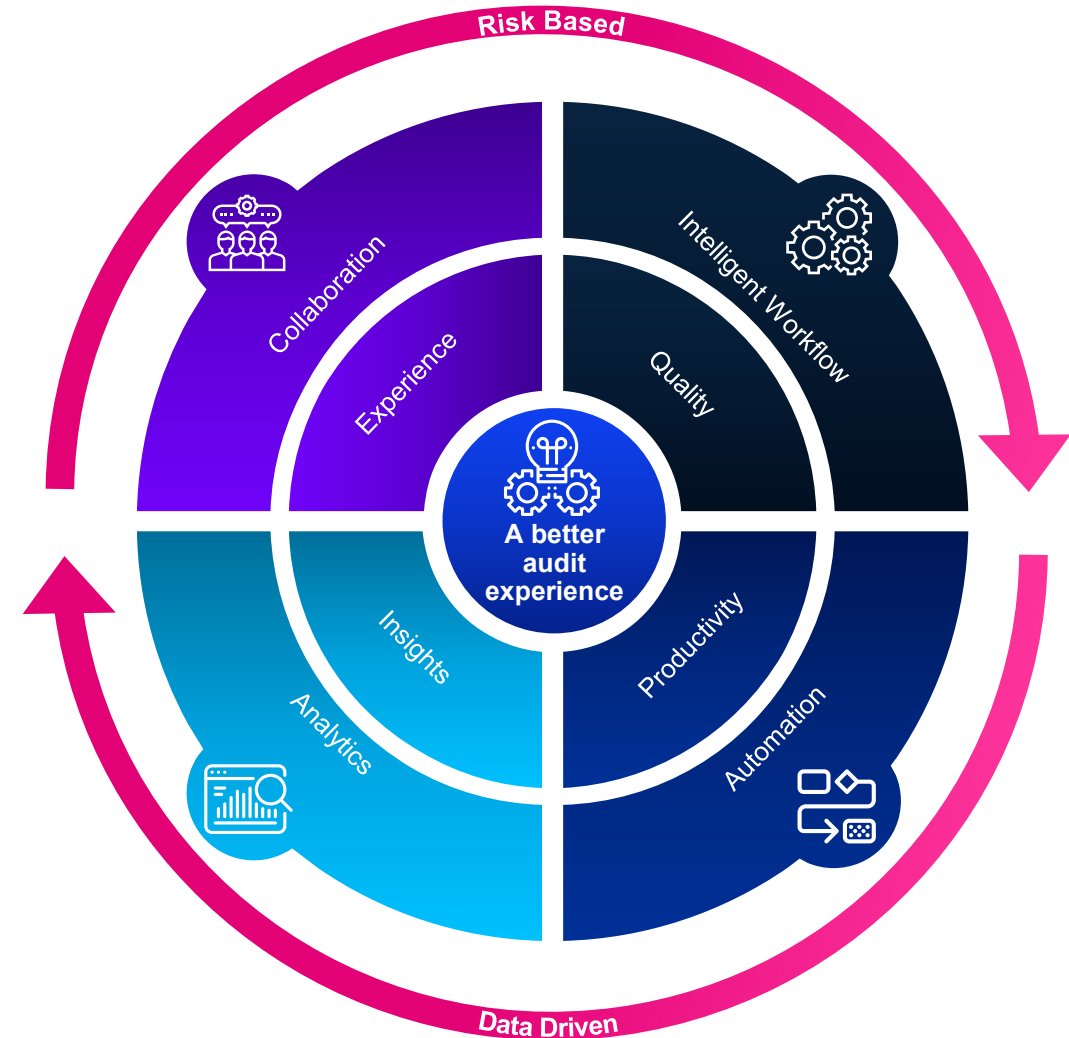 Risk Based
Collaboration
Intelligent Workflow
Experience
Quality
A better
audit
experience
Insights
Productivity
Analytics
Automation
Data Driven